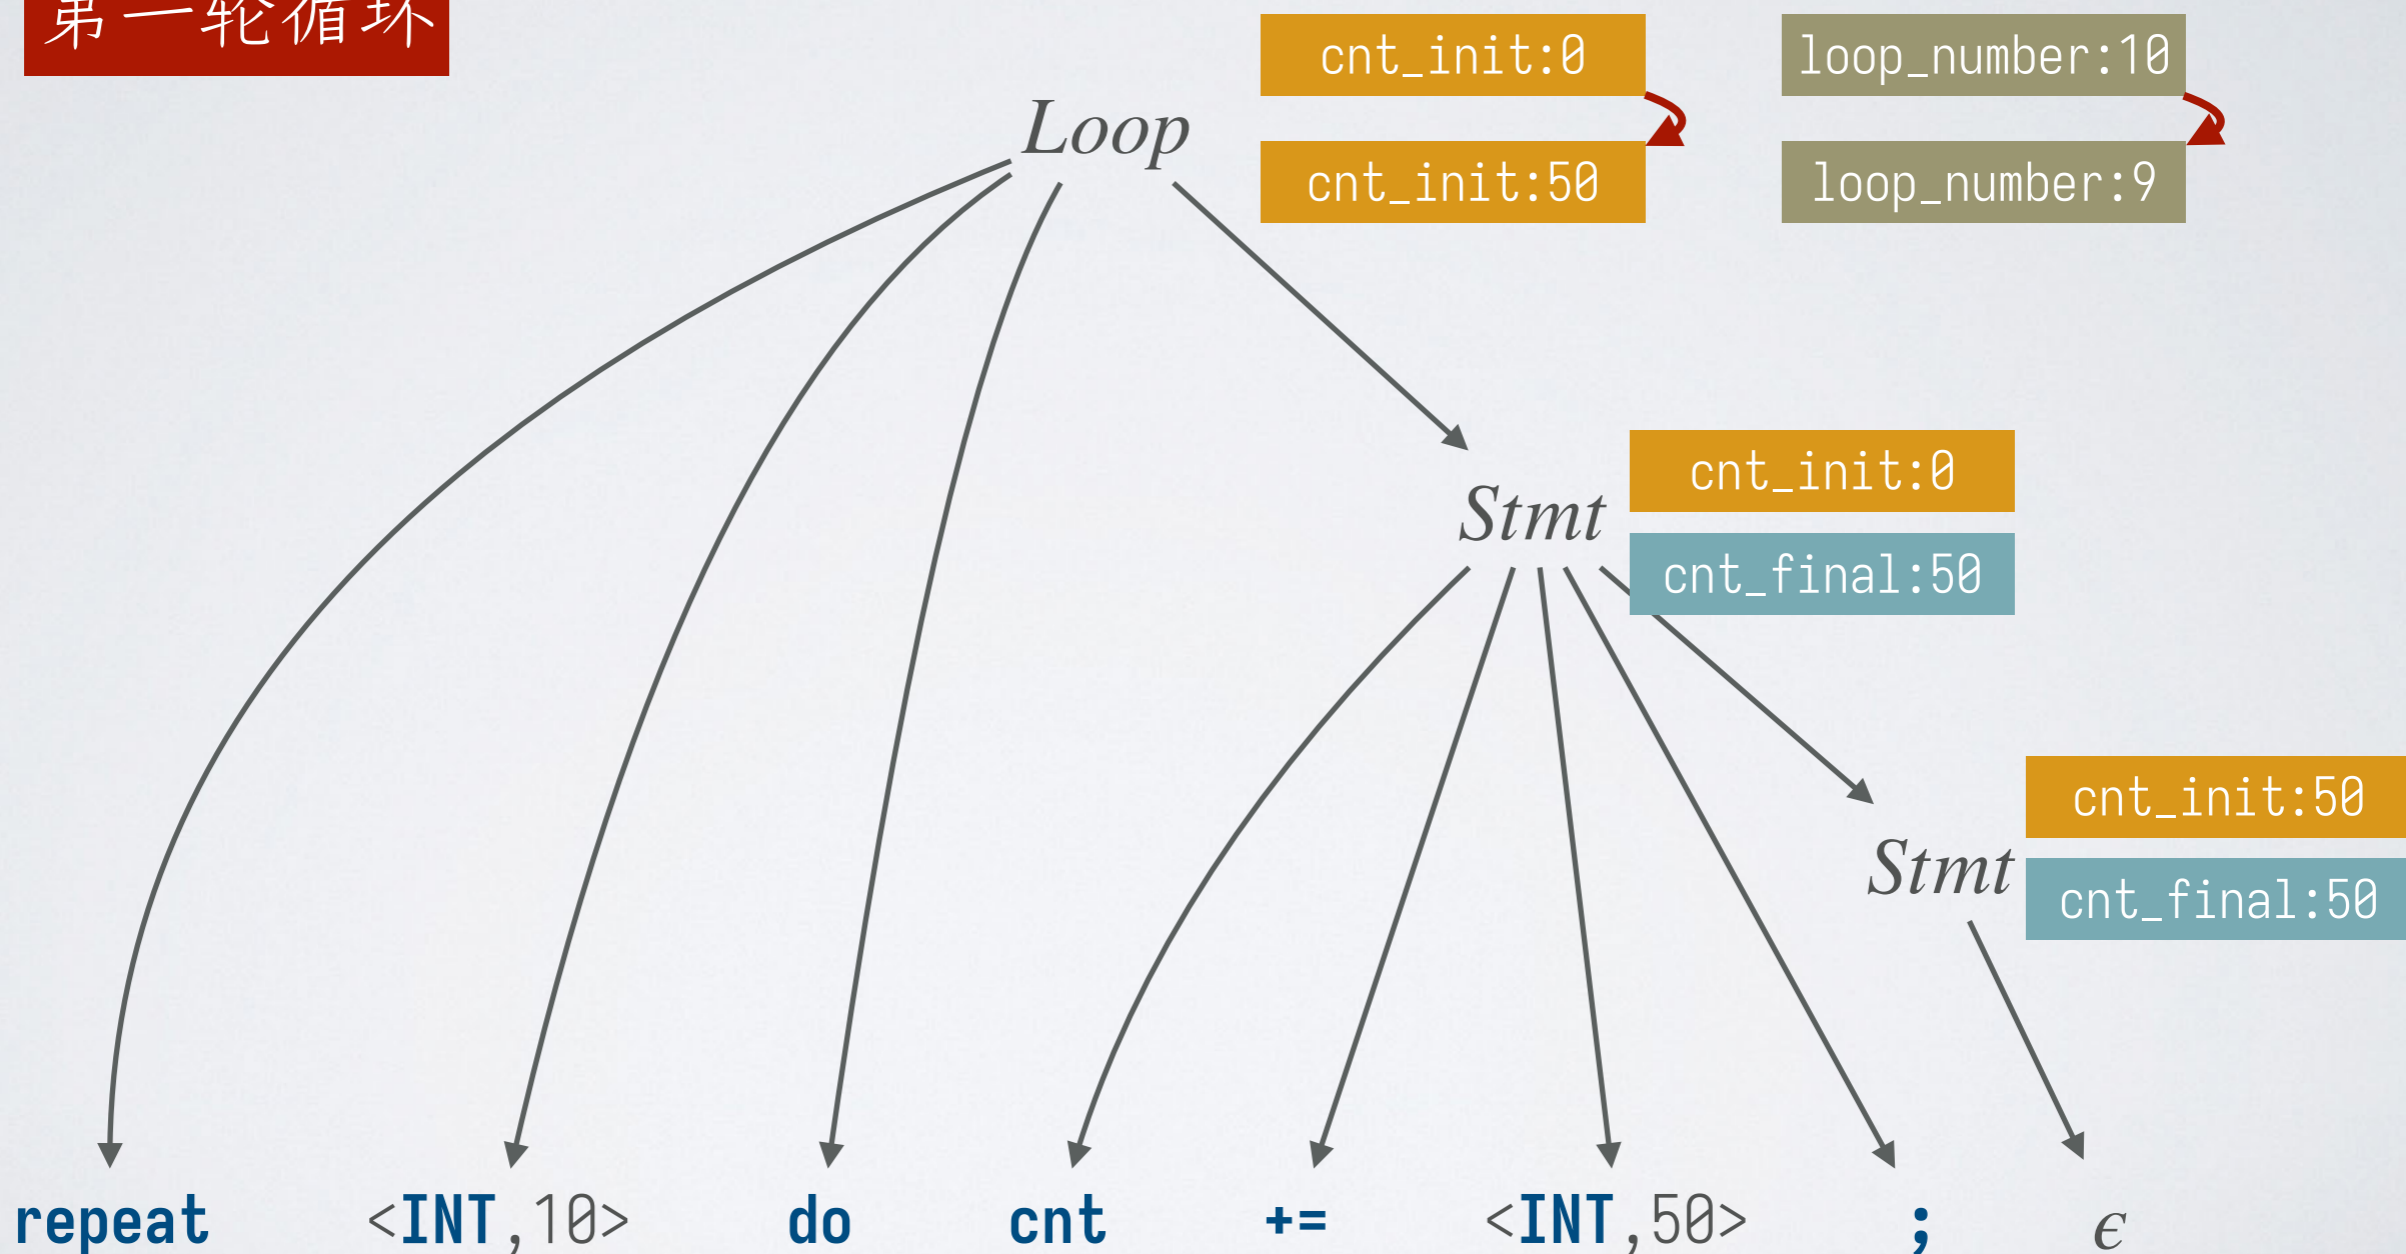 第一轮循环
cnt_init:0
loop_number:10
Loop
cnt_init:50
loop_number:9
cnt_init:0
Stmt
cnt_final:50
cnt_init:50
Stmt
cnt_final:50
repeat <INT,10> do cnt += <INT,50> ; ϵ